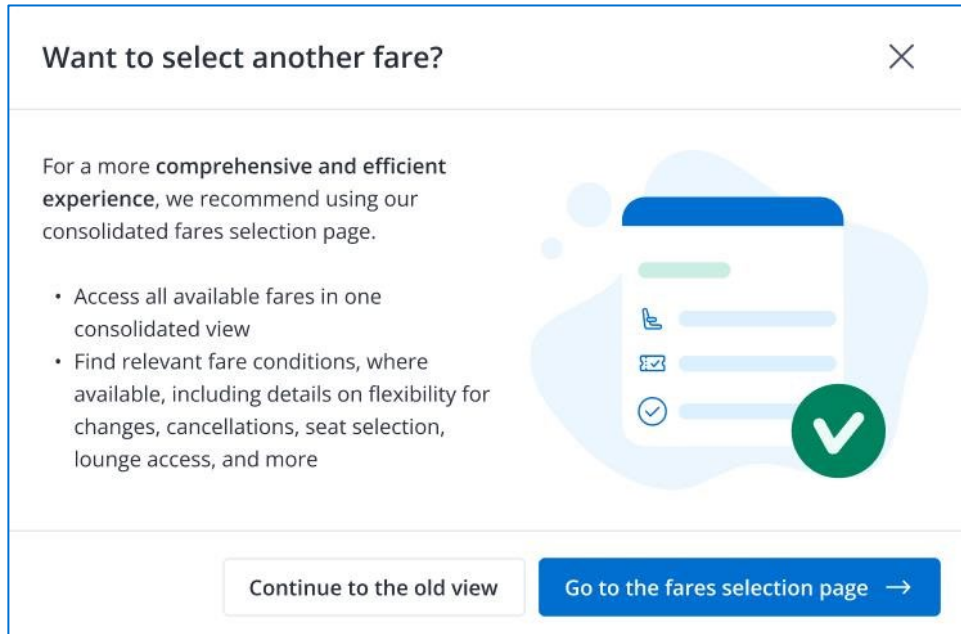 Want to select another fare?
For a more comprehensive and efficient
experience, we recommend using our
consolidated fares selection page.
• Access all available fares in one
consolidated view
• Find relevant fare conditions, where
available, including details on flexibility for
changes, cancellations, seat selection,
lounge access, and more
Continue to the old view
Go to the fares selection page →